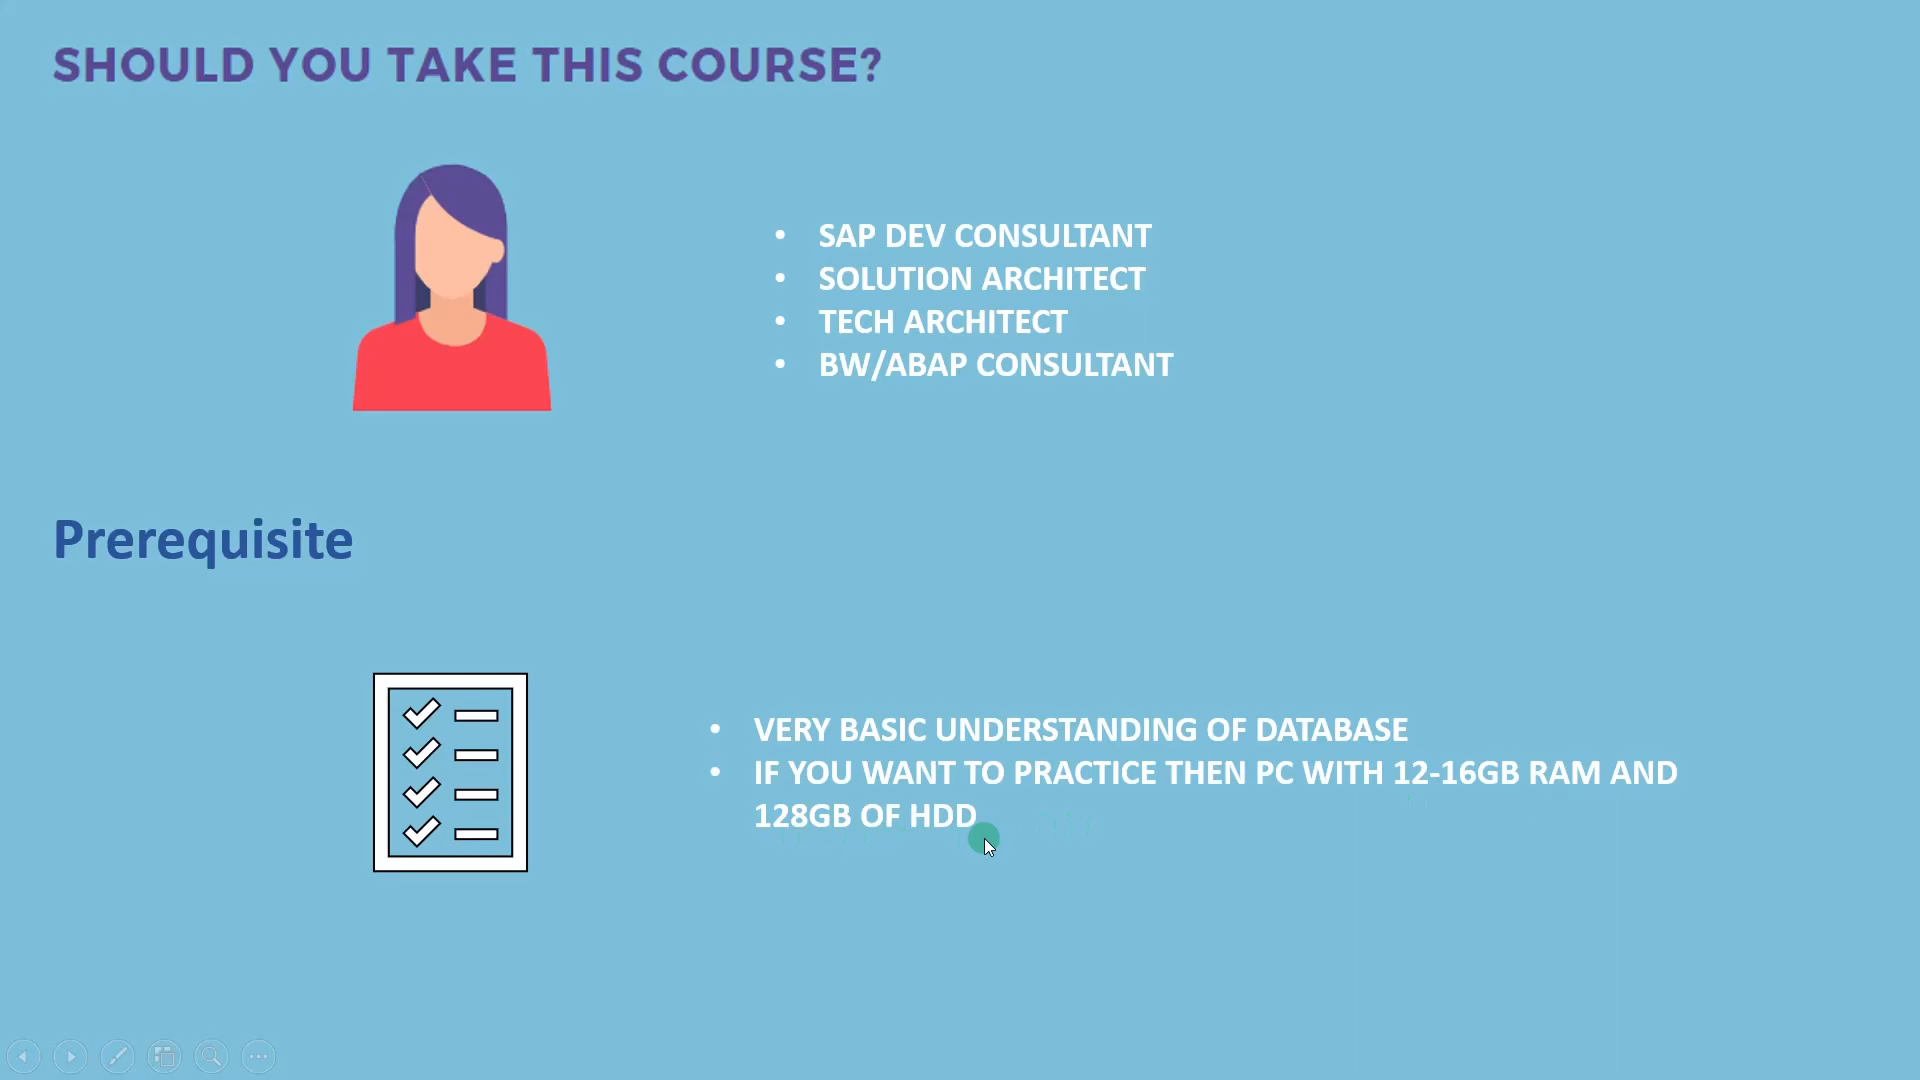 SHOULD YOU TAKE THIS COURSE?
• SAP DEV CONSULTANT
• SOLUTION ARCHITECT
• TECH ARCHITECT
• BW/ABAP CONSULTANT
Prerequisite
• VERY BASIC UNDERSTANDING OF DATABASE
• IF YOU WANT TO PRACTICE THEN PC WITH 12-16GB RAM AND
128GB OF HDD